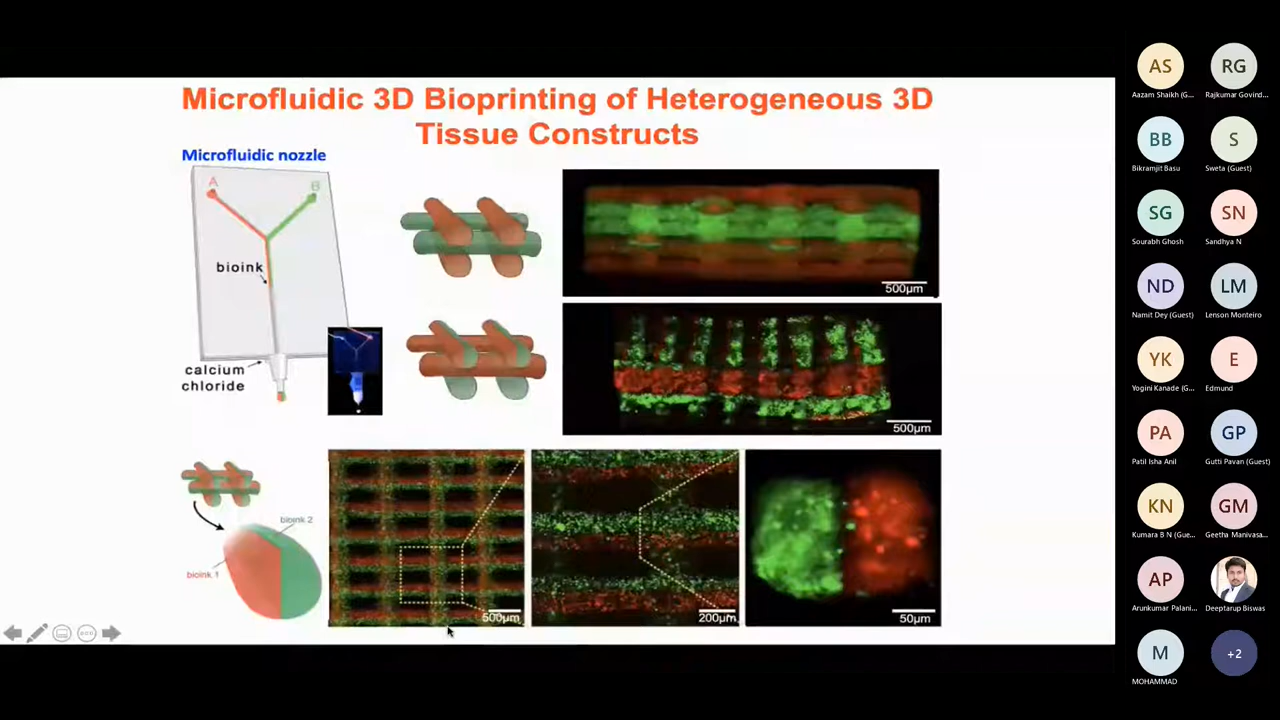 Microfluidic 3D Bioprinting of Heterogeneous 3D
Tissue Constructs
Microfluidic nozzle
A
B
bioink
calcium
chloride
500µm
500µm
bioink 2
bioink 1
500µm
200µm
50µm
AS
Aazam Shaikh (G...
RG
Rajkumar Govind...
BB
Bikramjit Basu
S
Sweta (Guest)
SG
Sourabh Ghosh
SN
Sandhya N
ND
Namit Dey (Guest)
LM
Lenson Monteiro
YK
Yogini Kanade (G...
E
Edmund
PA
Patil Isha Anil
GP
Gutti Pavan (Guest)
KN
Kumara B N (Gue...
GM
Geetha Manivasa...
AP
Arunkumar Palani...
Deeptarup Biswas
M
MOHAMMAD
+2